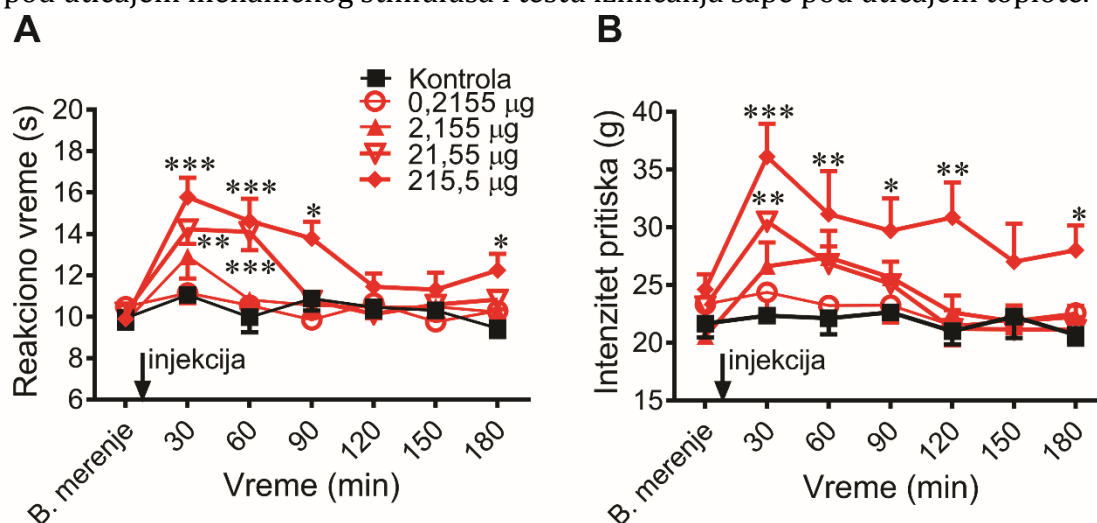 pod uticajem mehaničkog stimulusa i testu izmicanja šape pod uticajem toplote.
A
Kontrola
0,2155 µg
2,155 µg
21,55 µg
215,5 µg
Reakciono vreme (s)
20
18
16
14
12
10
8
6
***
***
**
***
*
*
injekcija
B. merenje
30
60
90
120
150
180
Vreme (min)
B
Intenzitet pritiska (g)
40
35
30
25
20
15
***
**
**
*
**
*
injekcija
B. merenje
30
60
90
120
150
180
Vreme (min)